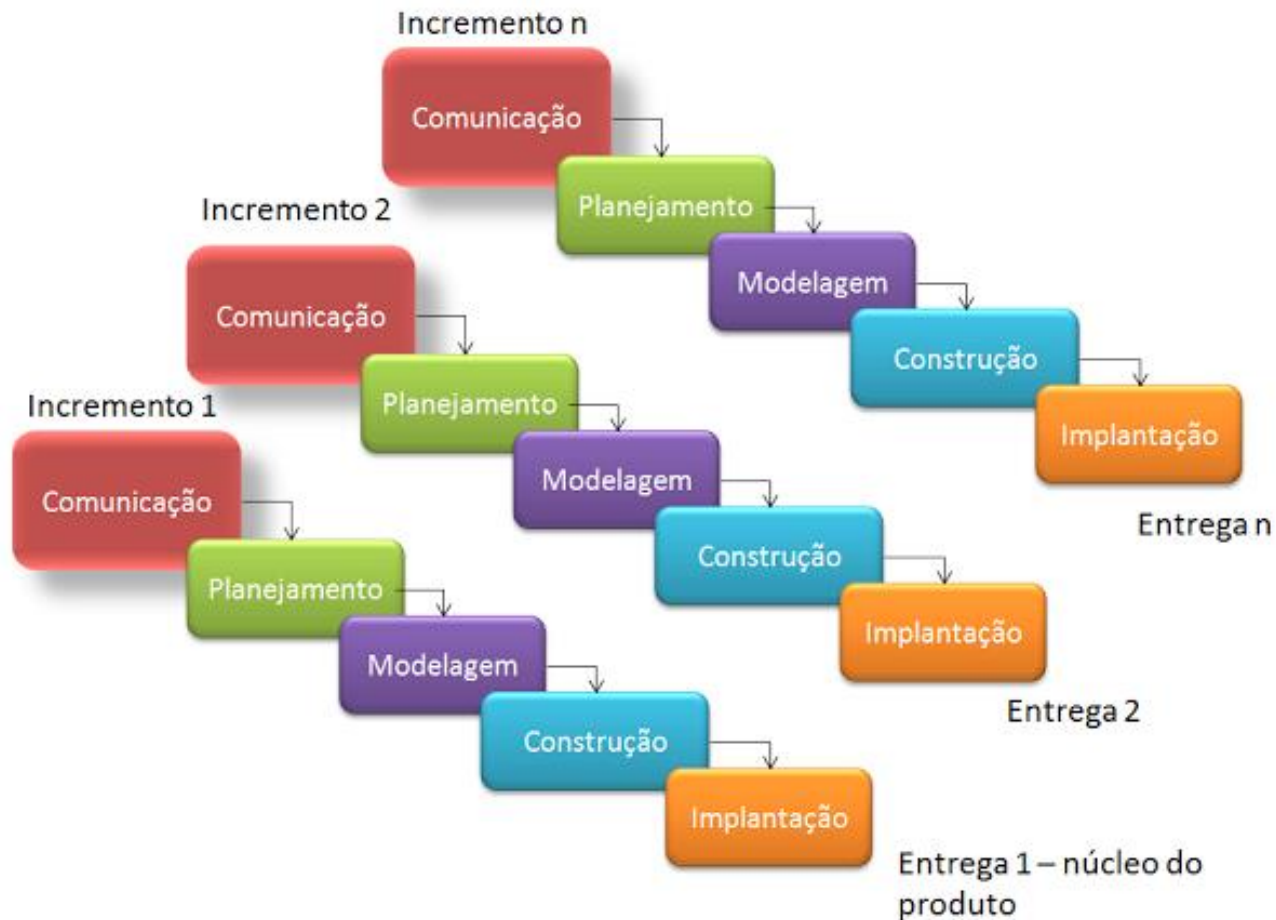 Incremento n
Comunicação
Planejamento
Modelagem
Construção
Implantação
Entrega n
Incremento 2
Comunicação
Planejamento
Modelagem
Construção
Implantação
Entrega 2
Incremento 1
Comunicação
Planejamento
Modelagem
Construção
Implantação
Entrega 1 – núcleo do
produto